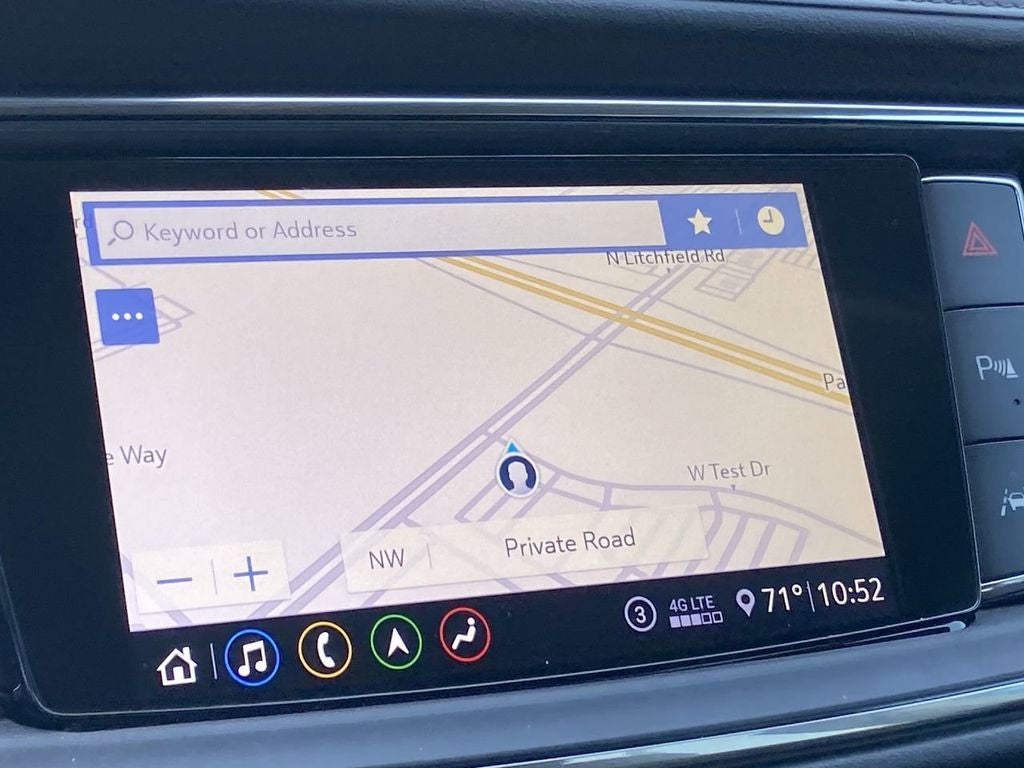 Keyword or Address
N Litchfield Rd
Pa
e Way
W Test Dr
NW
Private Road
3
4G LTE
71° 10:52
P